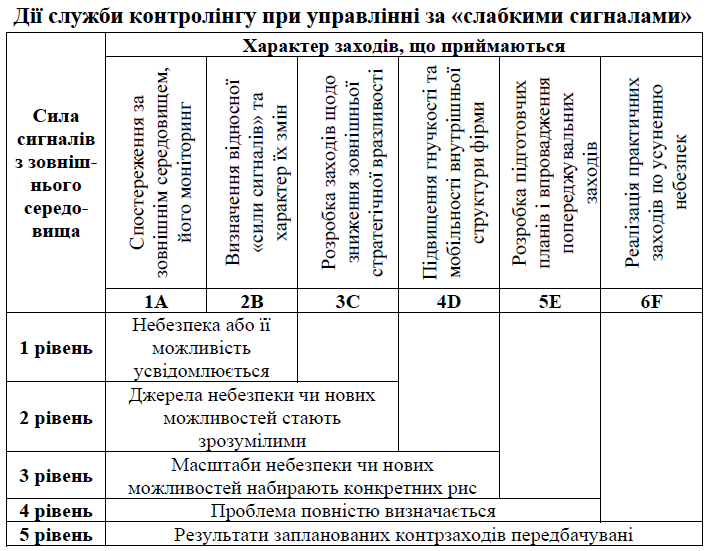 Дії служби контролінгу при управлінні за «слабкими сигналами»
Сила
сигналів
з зовніш-
нього
середо-
вища
Характер заходів, що приймаються
Спостереження за
зовнішнім середовищем,
його моніторинг
Визначення відносної
«сили сигналів» та
характер їх змін
Розробка заходів щодо
зниження зовнішньої
стратегічної вразливості
Підвищення гнучкості та
мобільності внутрішньої
структури фірми
Розробка підготовчих
планів і впровадження
попереджувальних
заходів
Реалізація практичних
заходів по усуненню
небезпек
1A 2B 3C 4D 5E 6F
1 рівень
Небезпека або її
можливість
усвідомлюється
2 рівень
Джерела небезпеки чи нових
можливостей стають
зрозумілими
3 рівень
Масштаби небезпеки чи нових
можливостей набирають конкретних рис
4 рівень Проблема повністю визначається
5 рівень Результати запланованих контрзаходів передбачувані